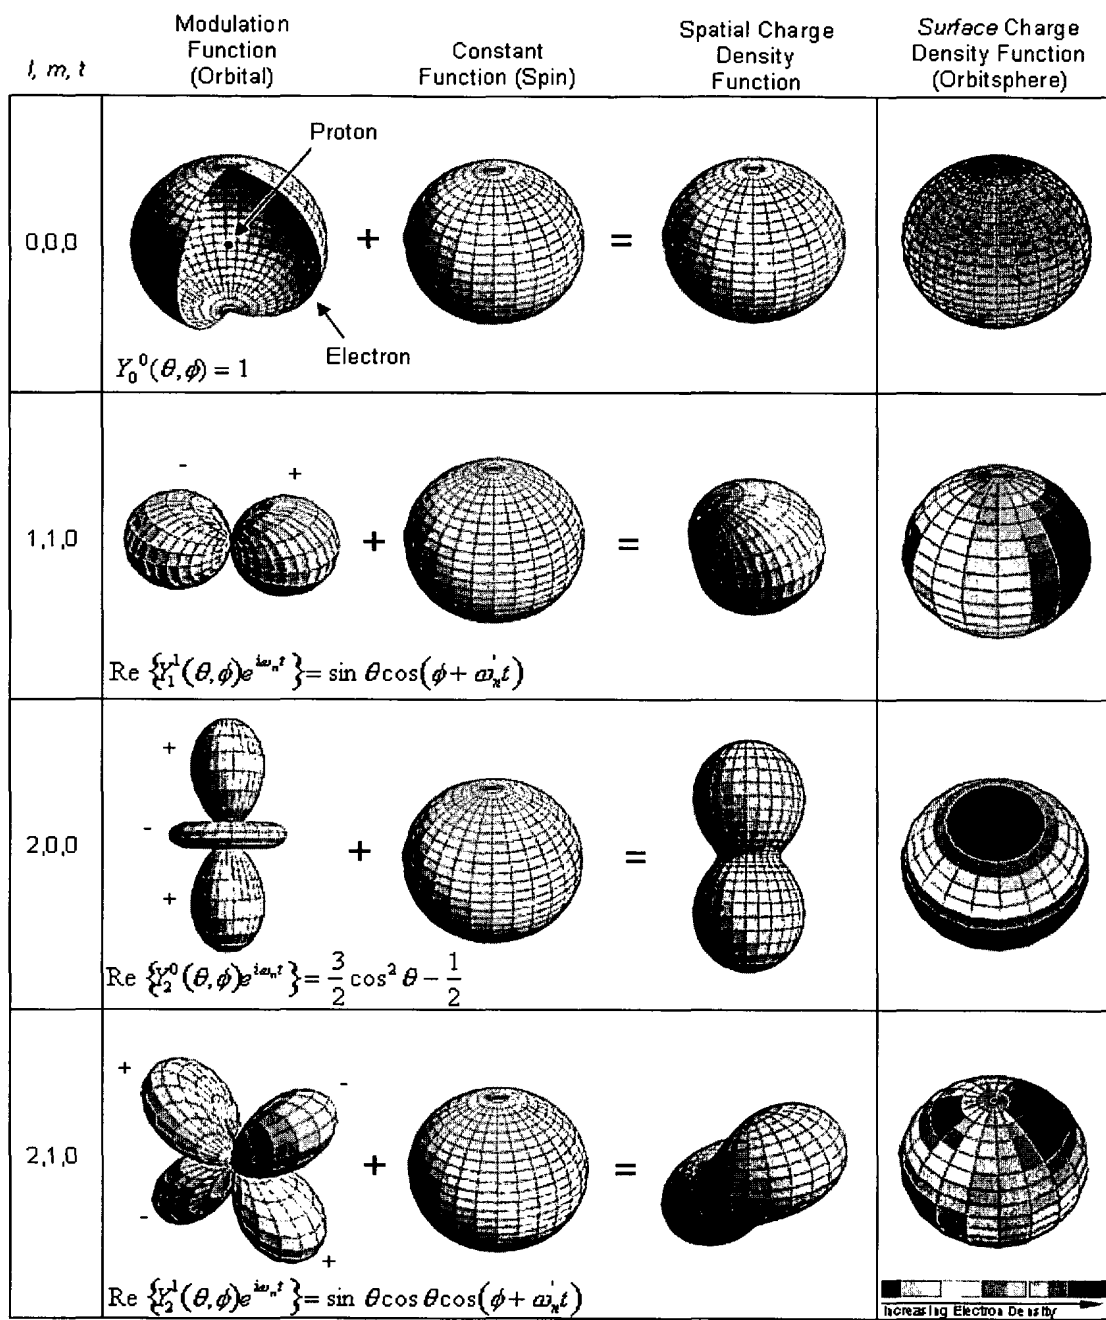 l, m, t
Modulation
Function
(Orbital)
Constant
Function (Spin)
Spatial Charge
Density
Function
Surface Charge
Density Function
(Orbitsphere)
0,0,0
Proton
+
=
Electron
Y₀⁰(θ,ϕ) = 1
1,1,0
-
+
+
=
Re {Y₁¹(θ,ϕ)e^{iωₙt}} = sin θ cos(ϕ + ω'ₙt)
2,0,0
+
-
+
+
=
Re {Y₂⁰(θ,ϕ)e^{iωₙt}} = 3/2 cos² θ − 1/2
2,1,0
+
-
-
+
+
=
Re {Y₂¹(θ,ϕ)e^{iωₙt}} = sin θ cos θ cos(ϕ + ω'ₙt)
Increasing Electron Density